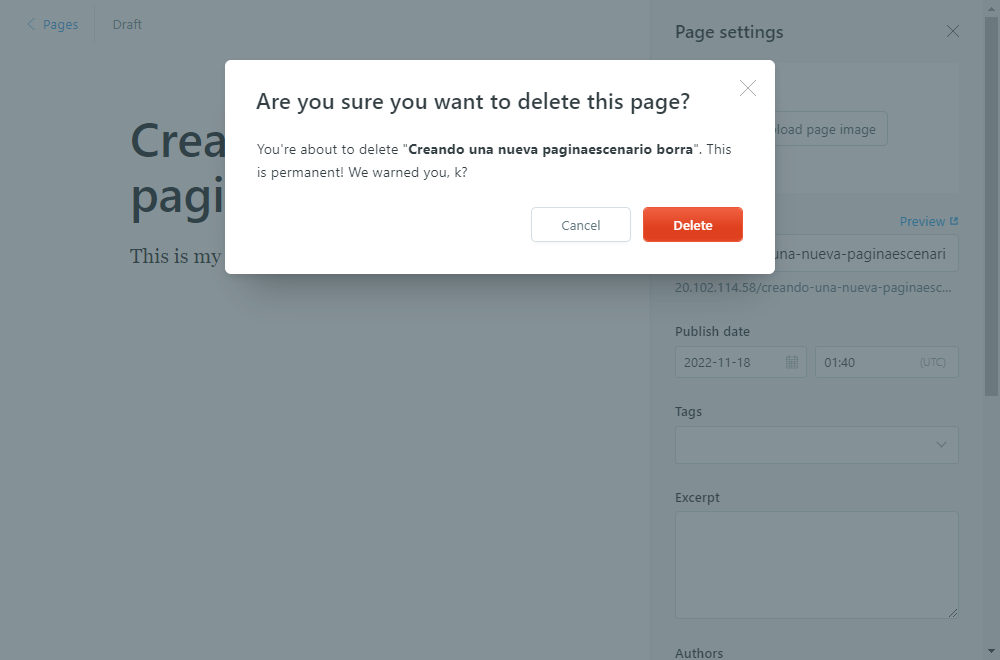 Pages
Draft
Page settings
Are you sure you want to delete this page?
You're about to delete "Creando una nueva paginaescenario borra". This
is permanent! We warned you, k?
Cancel
Delete
Crea
pagi
This is my
load page image
Preview
una-nueva-paginaescenari
20.102.114.58/creando-una-nueva-paginaesc...
Publish date
2022-11-18
01:40
(UTC)
Tags
Excerpt
Authors